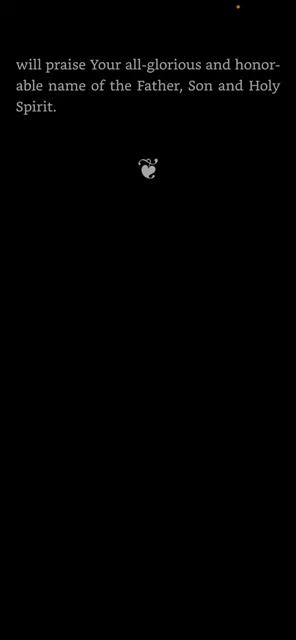 will praise Your all-glorious and honor-
able name of the Father, Son and Holy
Spirit.